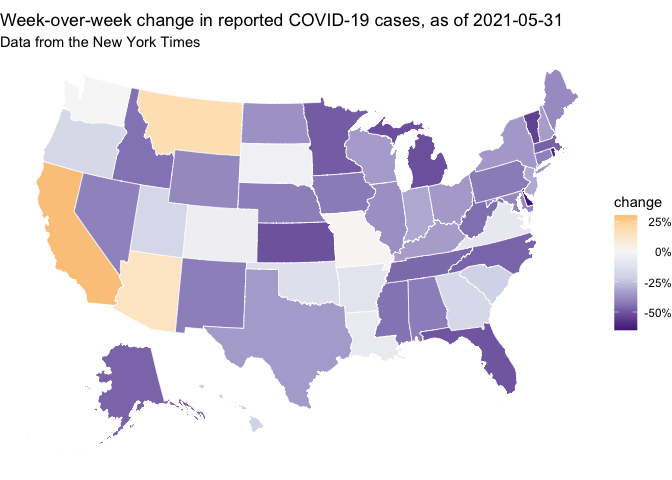 Week-over-week change in reported COVID-19 cases, as of 2021-05-31
Data from the New York Times
change
25%
0%
-25%
-50%